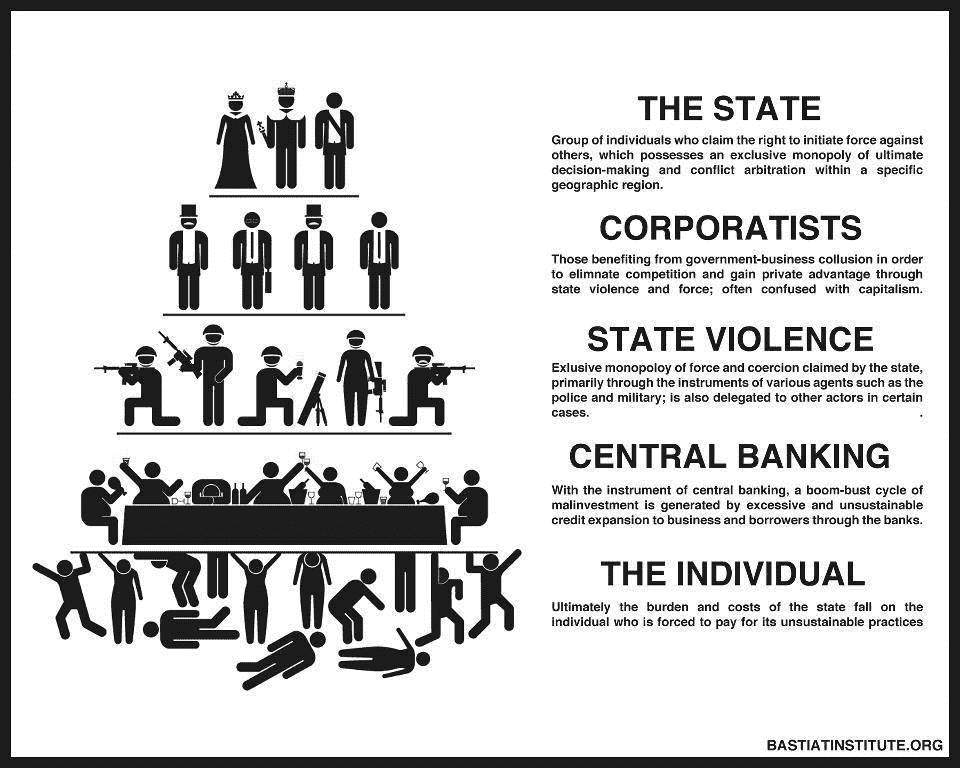 THE STATE
Group of individuals who claim the right to initiate force against
others, which possesses an exclusive monopoly of ultimate
decision-making and conflict arbitration within a specific
geographic region.
CORPORATISTS
Those benefiting from government-business collusion in order
to elimnate competition and gain private advantage through
state violence and force; often confused with capitalism.
STATE VIOLENCE
Exlusive monopoloy of force and coercion claimed by the state,
primarily through the instruments of various agents such as the
police and military; is also delegated to other actors in certain
cases. .
CENTRAL BANKING
With the instrument of central banking, a boom-bust cycle of
malinvestment is generated by excessive and unsustainable
credit expansion to business and borrowers through the banks.
THE INDIVIDUAL
Ultimately the burden and costs of the state fall on the
individual who is forced to pay for its unsustainable practices
BASTIATINSTITUTE.ORG